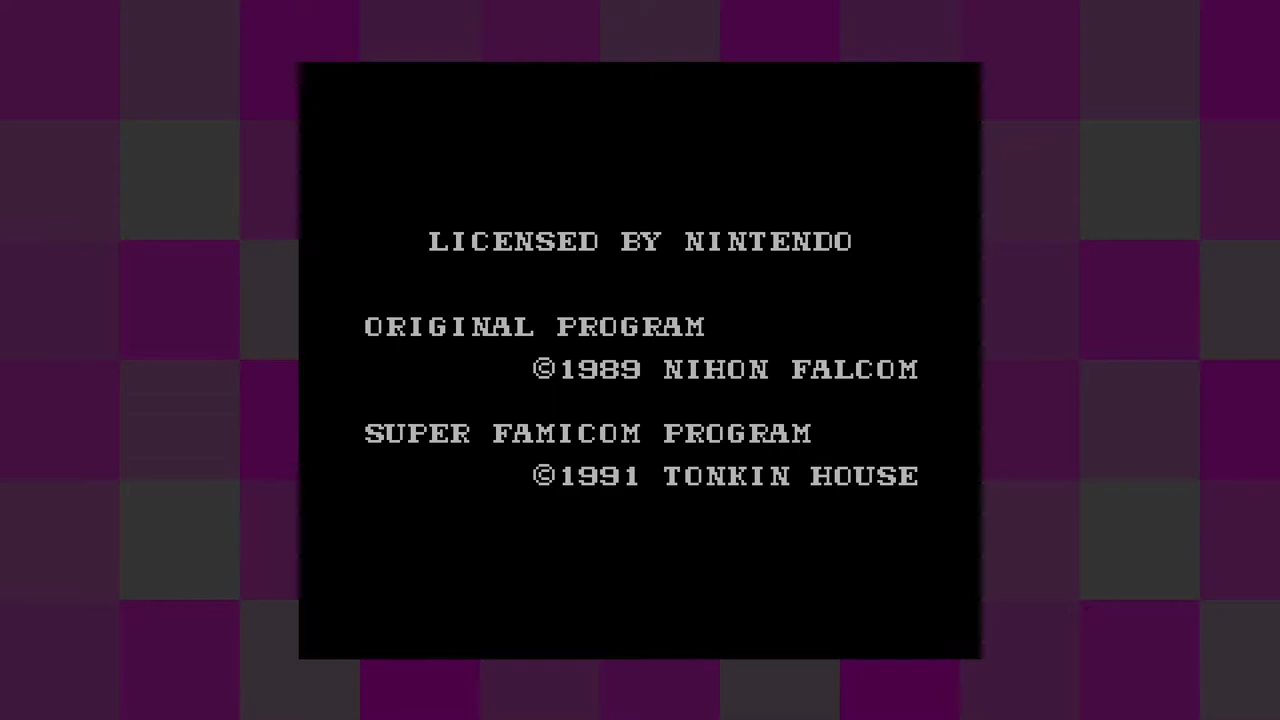 LICENSED BY NINTENDO
ORIGINAL PROGRAM
©1989 NIHON FALCOM
SUPER FAMICOM PROGRAM
©1991 TONKIN HOUSE